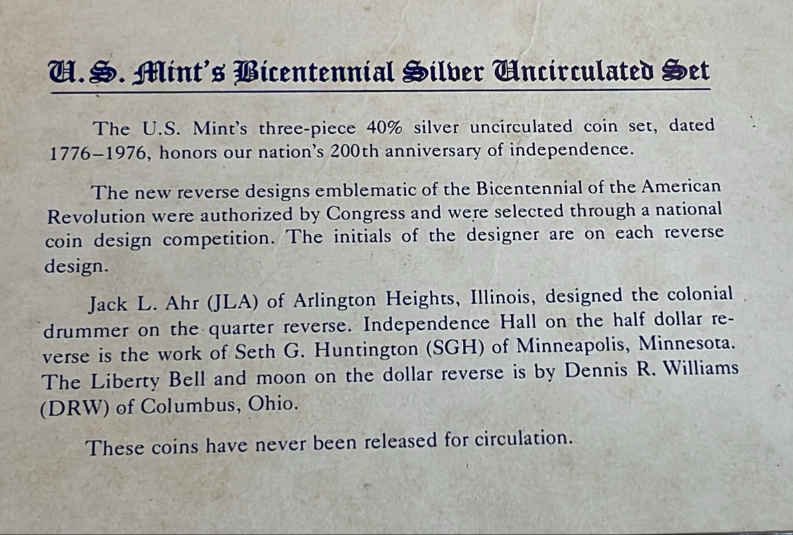 U.S. Mint's Bicentennial Silver Uncirculated Set
The U.S. Mint's three-piece 40% silver uncirculated coin set, dated
1776–1976, honors our nation's 200th anniversary of independence.
The new reverse designs emblematic of the Bicentennial of the American
Revolution were authorized by Congress and were selected through a national
coin design competition. The initials of the designer are on each reverse
design.
Jack L. Ahr (JLA) of Arlington Heights, Illinois, designed the colonial
drummer on the quarter reverse. Independence Hall on the half dollar re-
verse is the work of Seth G. Huntington (SGH) of Minneapolis, Minnesota.
The Liberty Bell and moon on the dollar reverse is by Dennis R. Williams
(DRW) of Columbus, Ohio.
These coins have never been released for circulation.